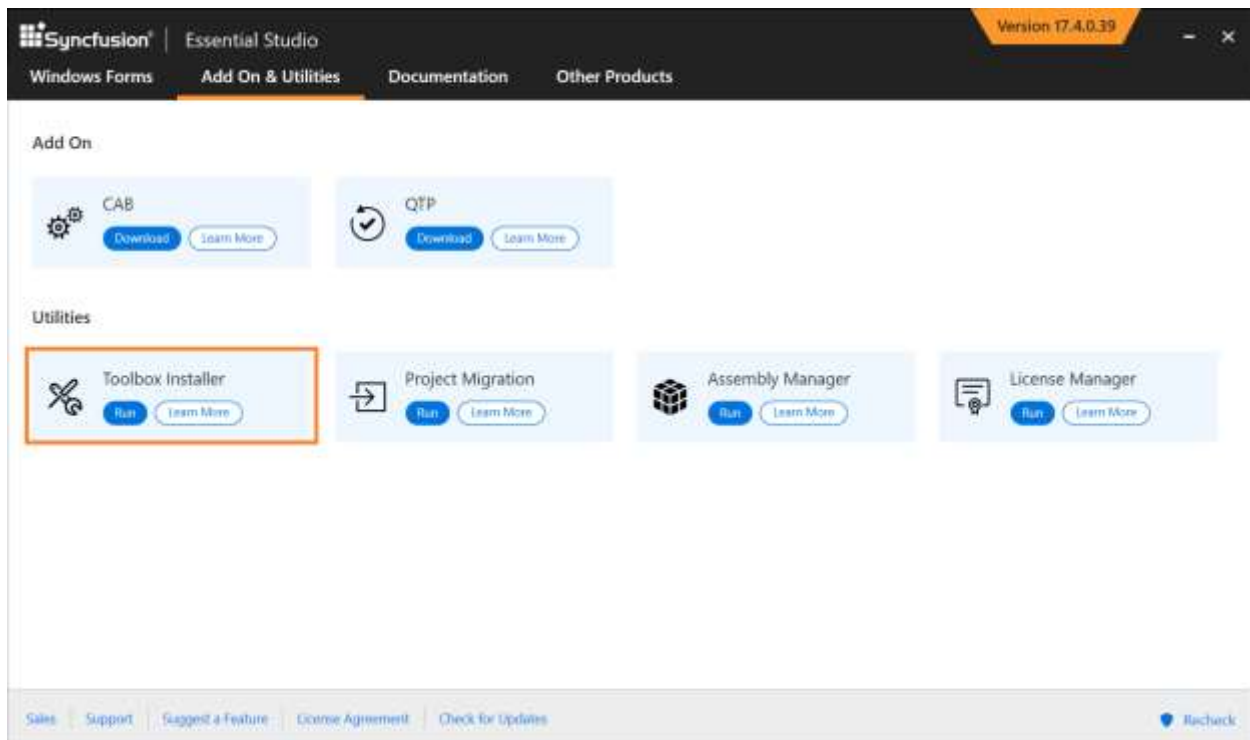 Syncfusion® | Essential Studio
Version 17.4.0.39
Windows Forms Add On & Utilities Documentation Other Products
Add On
CAB
Download Learn More
QTP
Download Learn More
Utilities
Toolbox Installer
Run Learn More
Project Migration
Run Learn More
Assembly Manager
Run Learn More
License Manager
Run Learn More
Sales Support Suggest a Feature License Agreement Check for Updates
Recheck